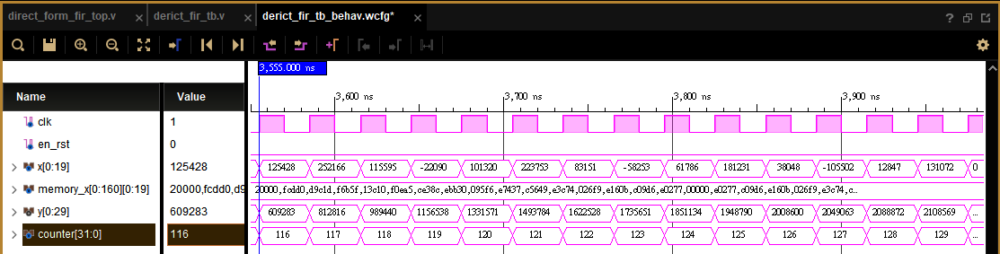 direct_form_fir_top.v × derict_fir_tb.v × derict_fir_tb_behav.wcfg* ×
3,555.000 ns
Name Value
3,600 ns 3,700 ns 3,800 ns 3,900 ns
clk 1
en_rst 0
x[0:19] 125428 125428 252166 115595 -22090 101320 223753 83151 -58253 61786 181231 38048 -105502 12847 131072 0
memory_x[0:160][0:19] 20000,fcdd0,d9 20000,fcdd0,d9c1d,f6b5f,13c10,f0ea5,ce38c,ebb30,095f6,e7437,c5649,e3c74,026f9,e160b,c09d6,e0277,00000,e0277,c09d6,e160b,026f9,e3c74,c...
y[0:29] 609283 609283 812816 989440 1156538 1331571 1493784 1622528 1735651 1851134 1948790 2008600 2049063 2088872 2108569 ...
counter[31:0] 116 116 117 118 119 120 121 122 123 124 125 126 127 128 129 ...